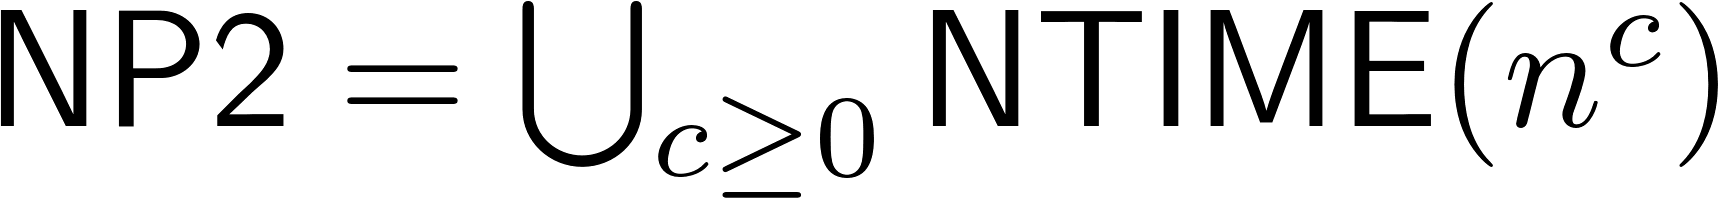 NP2 = ⋃_{c≥0} NTIME(n^c)